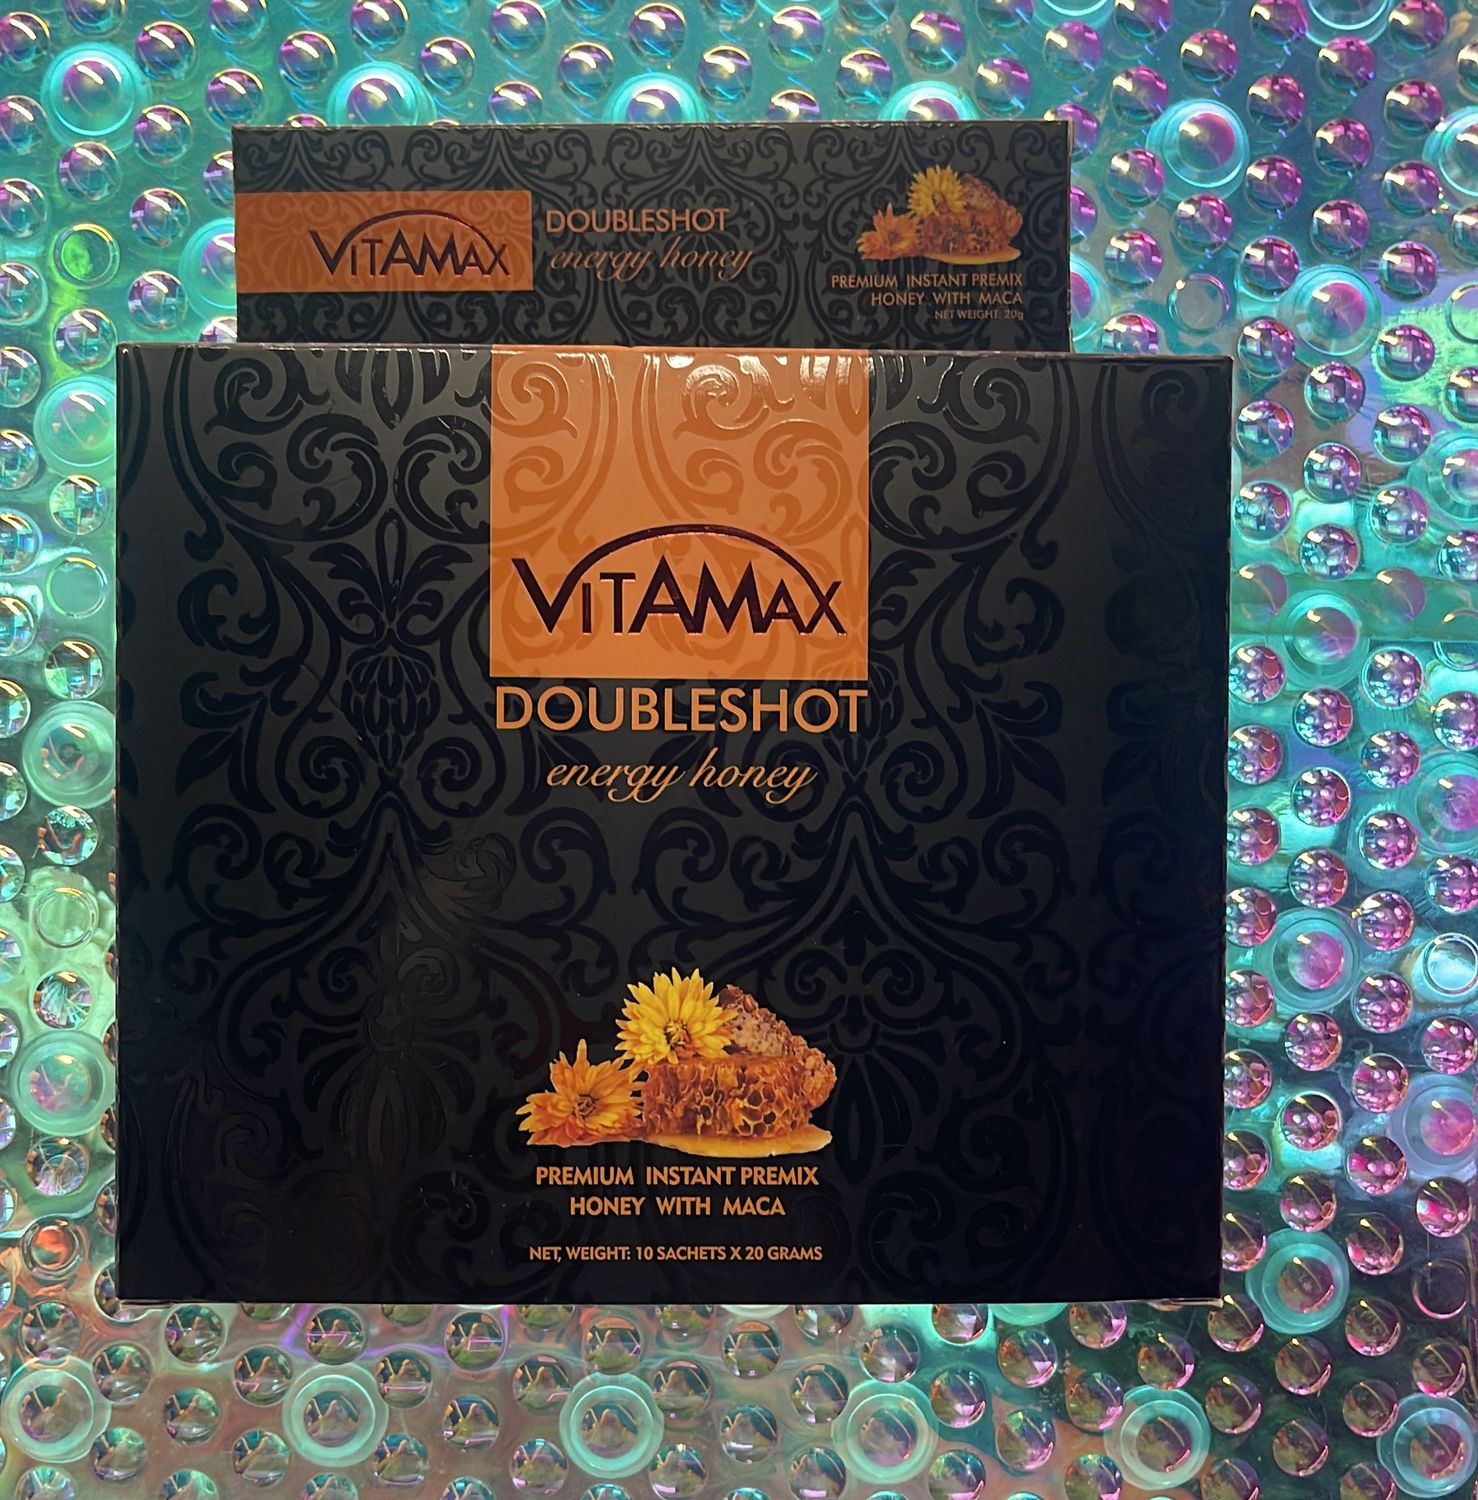 VITAMAX
DOUBLESHOT
energy honey
PREMIUM INSTANT PREMIX
HONEY WITH MACA
NET WEIGHT: 20g
VITAMAX
DOUBLESHOT
energy honey
PREMIUM INSTANT PREMIX
HONEY WITH MACA
NET, WEIGHT: 10 SACHETS X 20 GRAMS